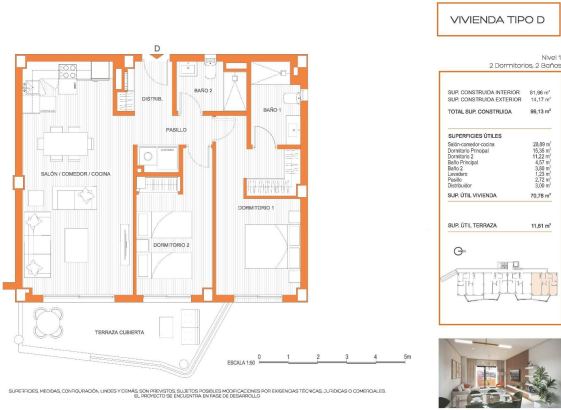 VIVIENDA TIPO D
Nivel 1
2 Dormitorios, 2 Baños
SUP. CONSTRUIDA INTERIOR 81,96 m²
SUP. CONSTRUIDA EXTERIOR 14,17 m²
TOTAL SUP. CONSTRUIDA 96,13 m²
SUPERFICIES ÚTILES
Salón-comedor-cocina 28,89 m²
Dormitorio Principal 15,35 m²
Dormitorio 2 11,22 m²
Baño Principal 4,57 m²
Baño 2 3,80 m²
Lavadero 1,23 m²
Pasillo 2,72 m²
Distribuidor 3,00 m²
SUP. ÚTIL VIVIENDA 70,78 m²
SUP. ÚTIL TERRAZA 11,81 m²
D
DISTRIB.
BAÑO 2
BAÑO 1
PASILLO
SALÓN / COMEDOR / COCINA
DORMITORIO 1
DORMITORIO 2
TERRAZA CUBIERTA
ESCALA 1:50
0 1 2 3 4 5m
SUPERFICIES, MEDIDAS, CONFIGURACIÓN, LINDES Y DEMÁS, SON PREVISTOS, SUJETOS POSIBLES MODIFICACIONES POR EXIGENCIAS TÉCNICAS, JURÍDICAS O COMERCIALES.
EL PROYECTO SE ENCUENTRA EN FASE DE DESARROLLO